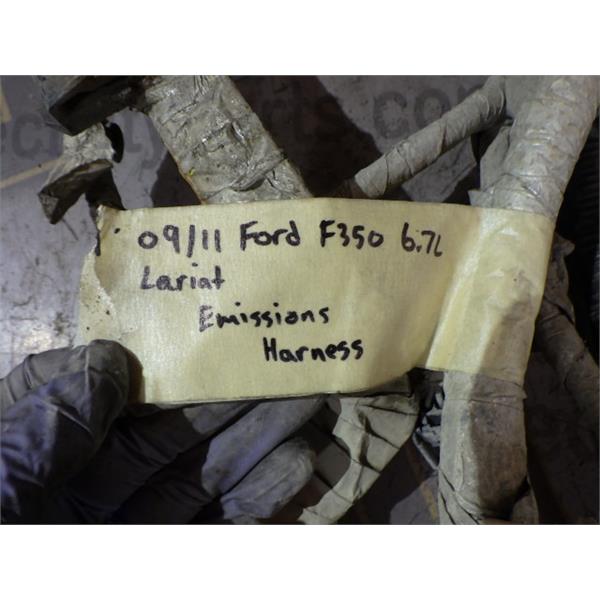 09/11 Ford F350 6.7L
Lariat
Emissions
Harness